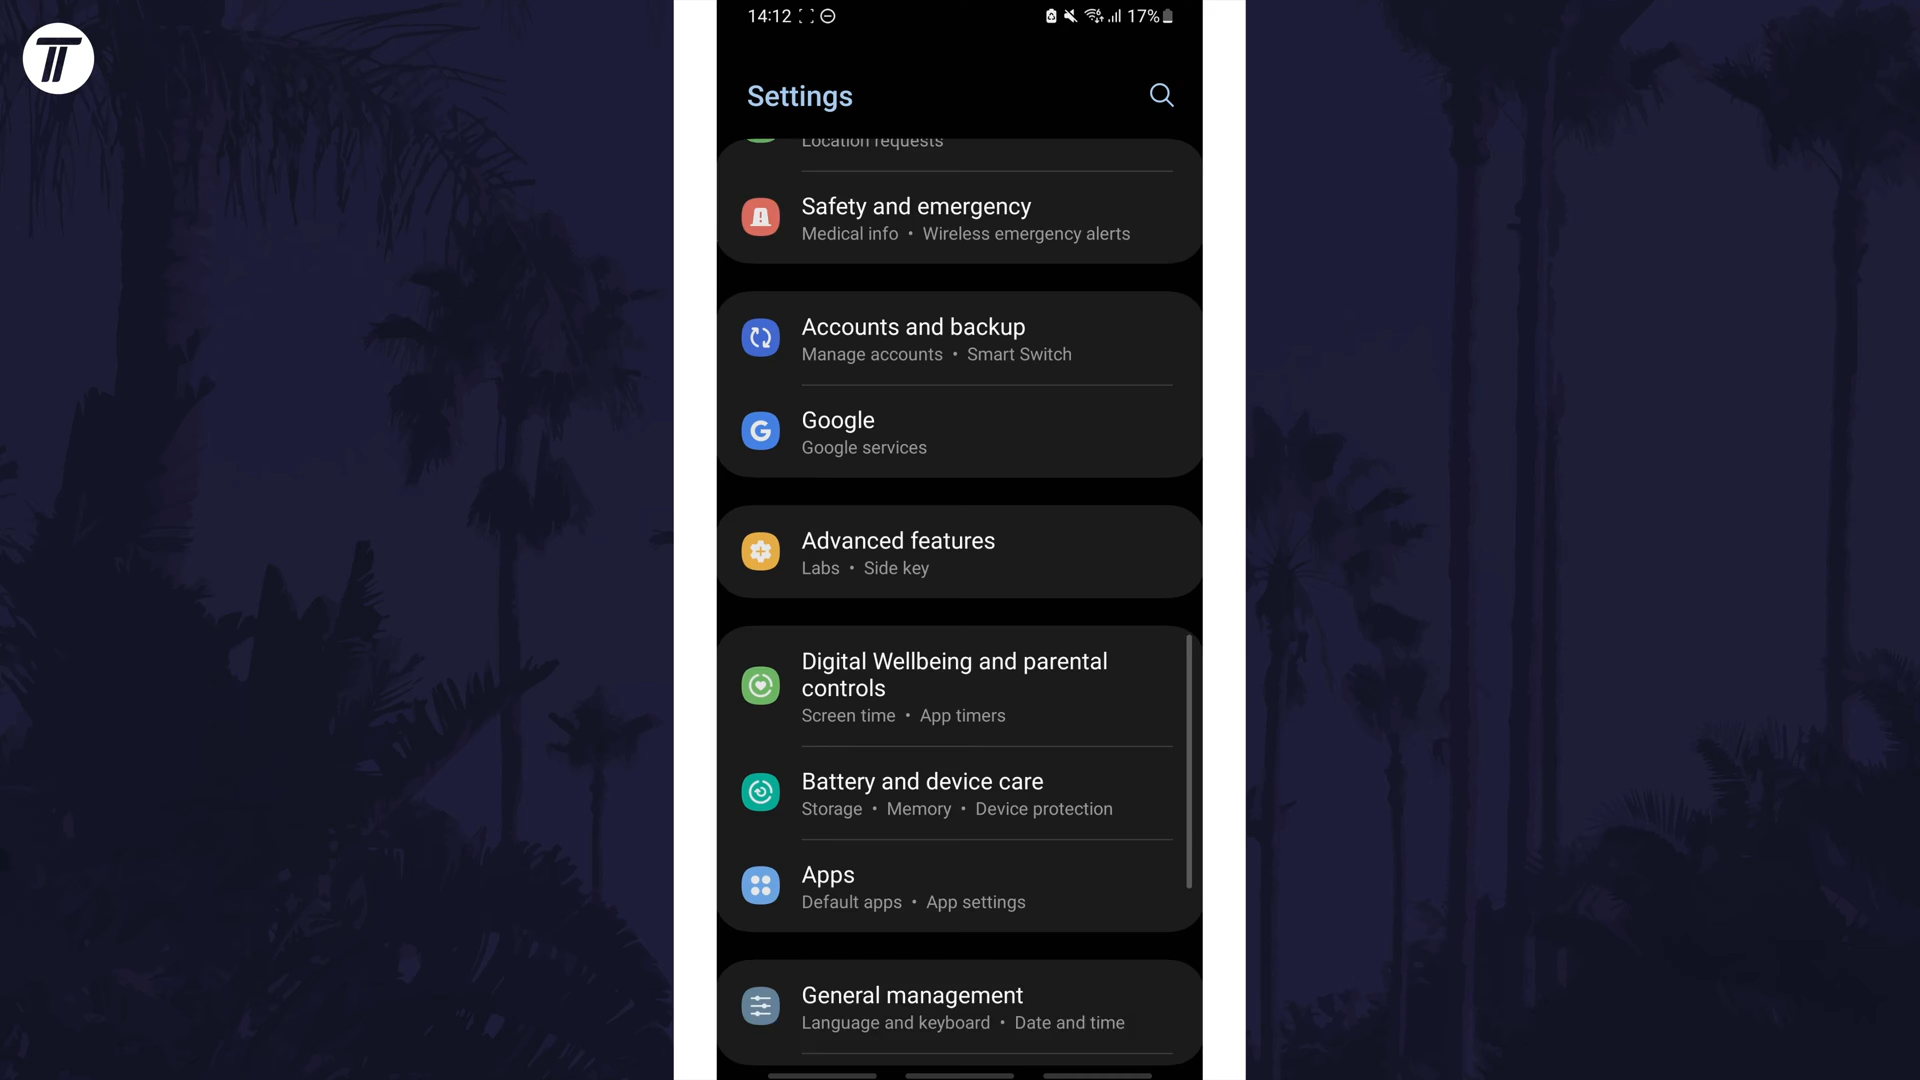 14:12 17%
Settings
Location requests
Safety and emergency
Medical info • Wireless emergency alerts
Accounts and backup
Manage accounts • Smart Switch
Google
Google services
Advanced features
Labs • Side key
Digital Wellbeing and parental
controls
Screen time • App timers
Battery and device care
Storage • Memory • Device protection
Apps
Default apps • App settings
General management
Language and keyboard • Date and time